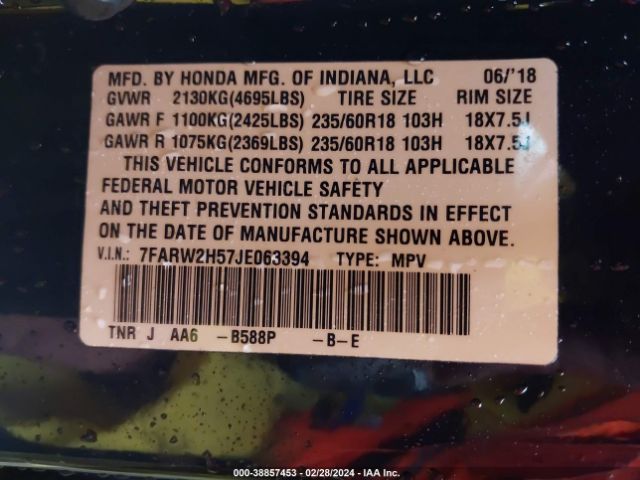 MFD. BY HONDA MFG. OF INDIANA, LLC 06/'18
GVWR 2130KG(4695LBS) TIRE SIZE RIM SIZE
GAWR F 1100KG(2425LBS) 235/60R18 103H 18X7.5J
GAWR R 1075KG(2369LBS) 235/60R18 103H 18X7.5J
THIS VEHICLE CONFORMS TO ALL APPLICABLE
FEDERAL MOTOR VEHICLE SAFETY
AND THEFT PREVENTION STANDARDS IN EFFECT
ON THE DATE OF MANUFACTURE SHOWN ABOVE.
V.I.N.: 7FARW2H57JE063394 TYPE: MPV
TNR J AA6 -B588P -B-E
000-38857453 - 02/28/2024 - IAA Inc.